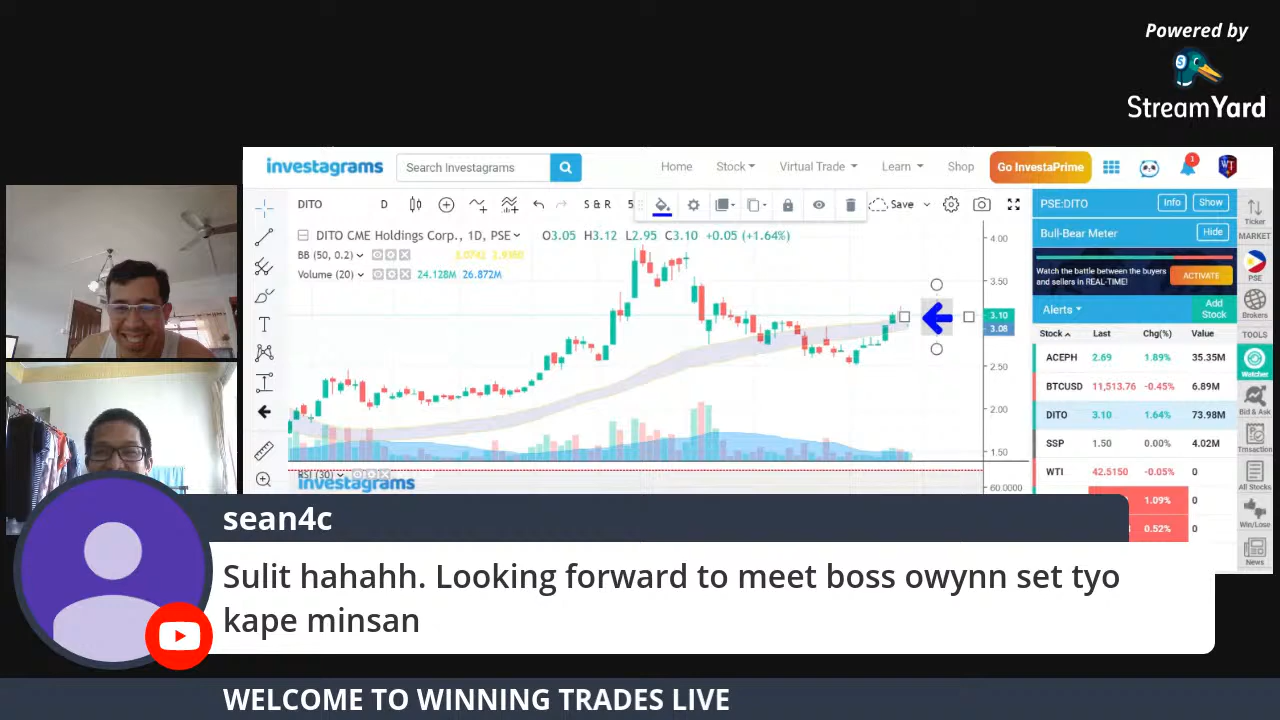 Powered by
StreamYard
investagrams
Search Investagrams
Home
Stock
Virtual Trade
Learn
Shop
Go InvestaPrime
1
DITO
D
S & R
5
Save
DITO CME Holdings Corp., 1D, PSE
O3.05 H3.12 L2.95 C3.10 +0.05 (+1.64%)
BB (50, 0.2)
Volume (20)
24.128M 26.872M
4.00
3.50
3.10
3.08
2.50
2.00
1.50
60.0000
RSI (30)
investagrams
PSE:DITO
Info
Show
Bull-Bear Meter
Hide
Watch the battle between the buyers
and sellers in REAL-TIME!
ACTIVATE
Alerts
Add
Stock
Stock Last Chg(%) Value
ACEPH 2.69 1.89% 35.35M
BTCUSD 11,513.76 -0.45% 6.89M
DITO 3.10 1.64% 73.98M
SSP 1.50 0.00% 4.02M
WTI 42.5150 -0.05% 0
1.09% 0
0.52% 0
Ticker
MARKET
PSE
Brokers
TOOLS
Watcher
Bid & Ask
Trnsaction
All Stocks
Win/Lose
News
sean4c
Sulit hahahh. Looking forward to meet boss owynn set tyo
kape minsan
WELCOME TO WINNING TRADES LIVE